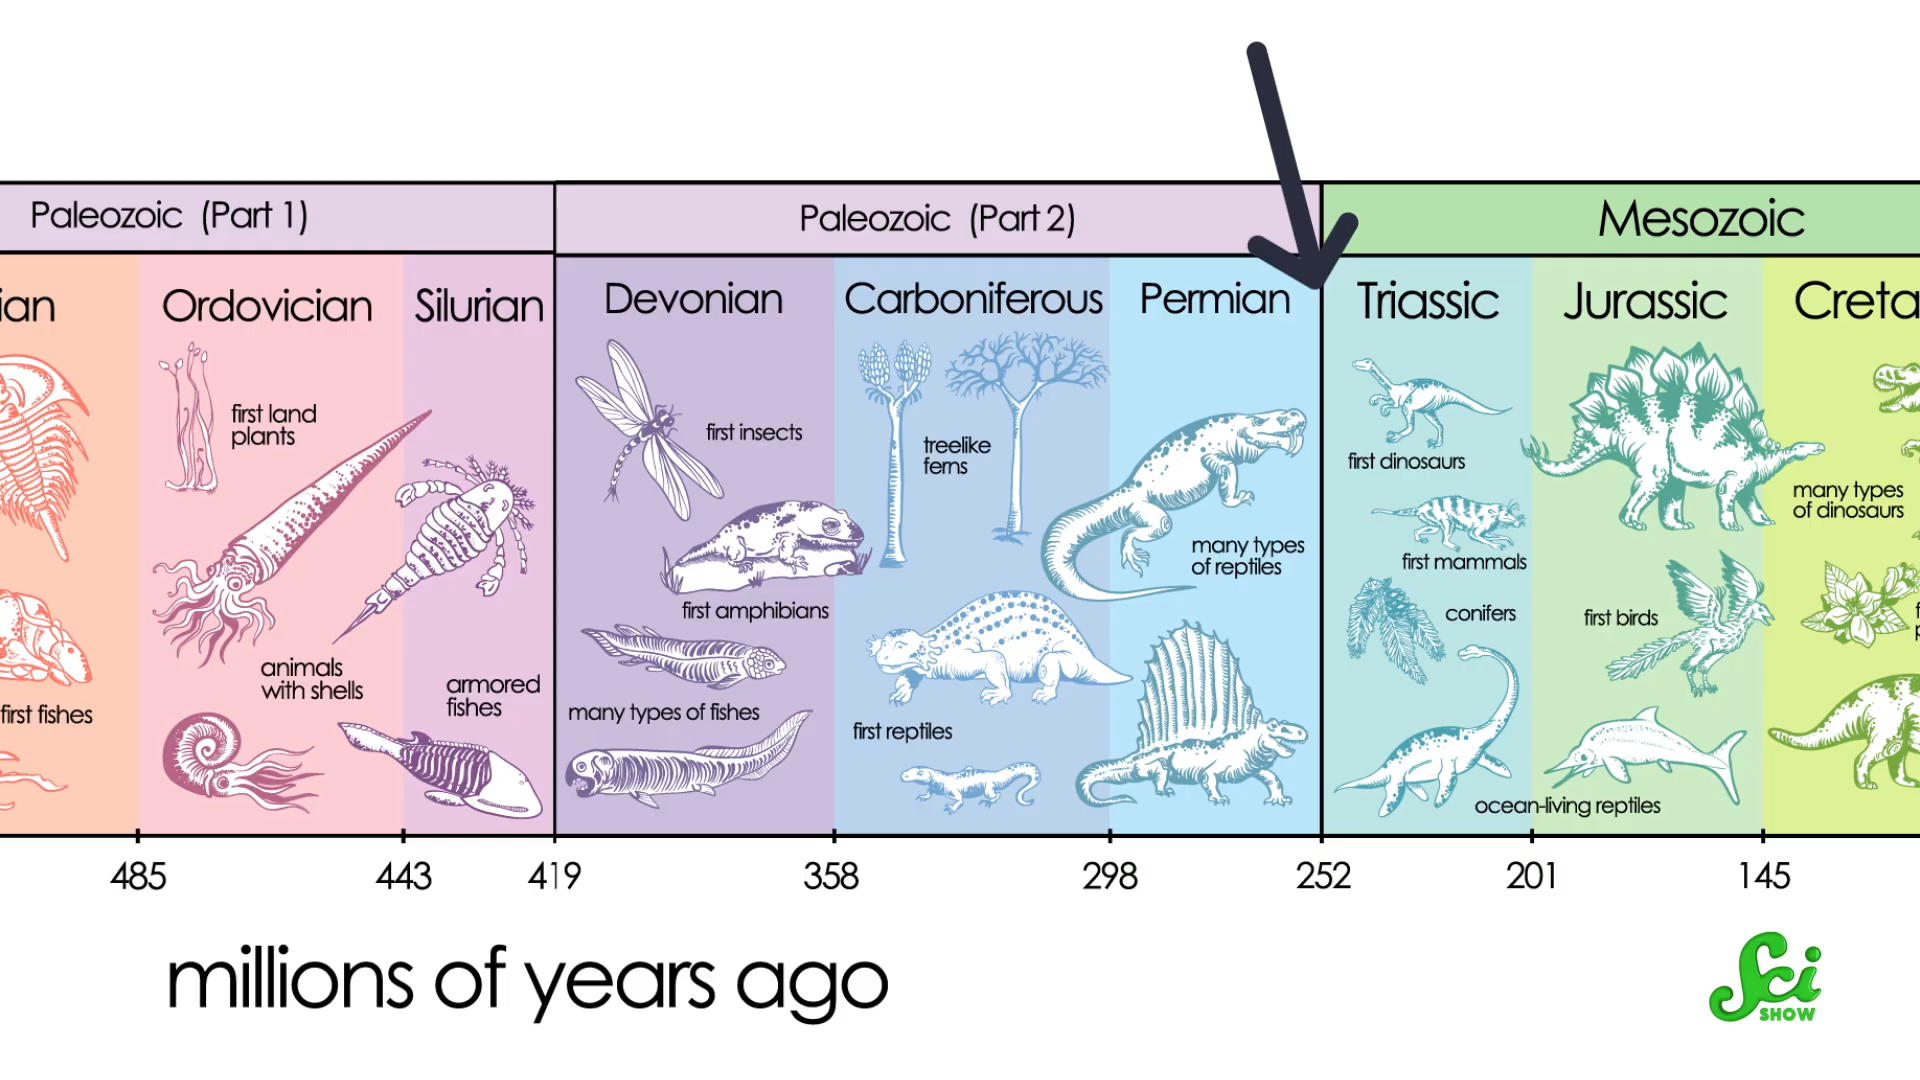 Paleozoic (Part 1)
Paleozoic (Part 2)
Mesozoic
ian
Ordovician
Silurian
Devonian
Carboniferous
Permian
Triassic
Jurassic
Creta
first fishes
first land
plants
animals
with shells
armored
fishes
first insects
first amphibians
many types of fishes
treelike
ferns
first reptiles
many types
of reptiles
first dinosaurs
first mammals
conifers
ocean-living reptiles
first birds
many types
of dinosaurs
485
443
419
358
298
252
201
145
millions of years ago
Sci
SHOW